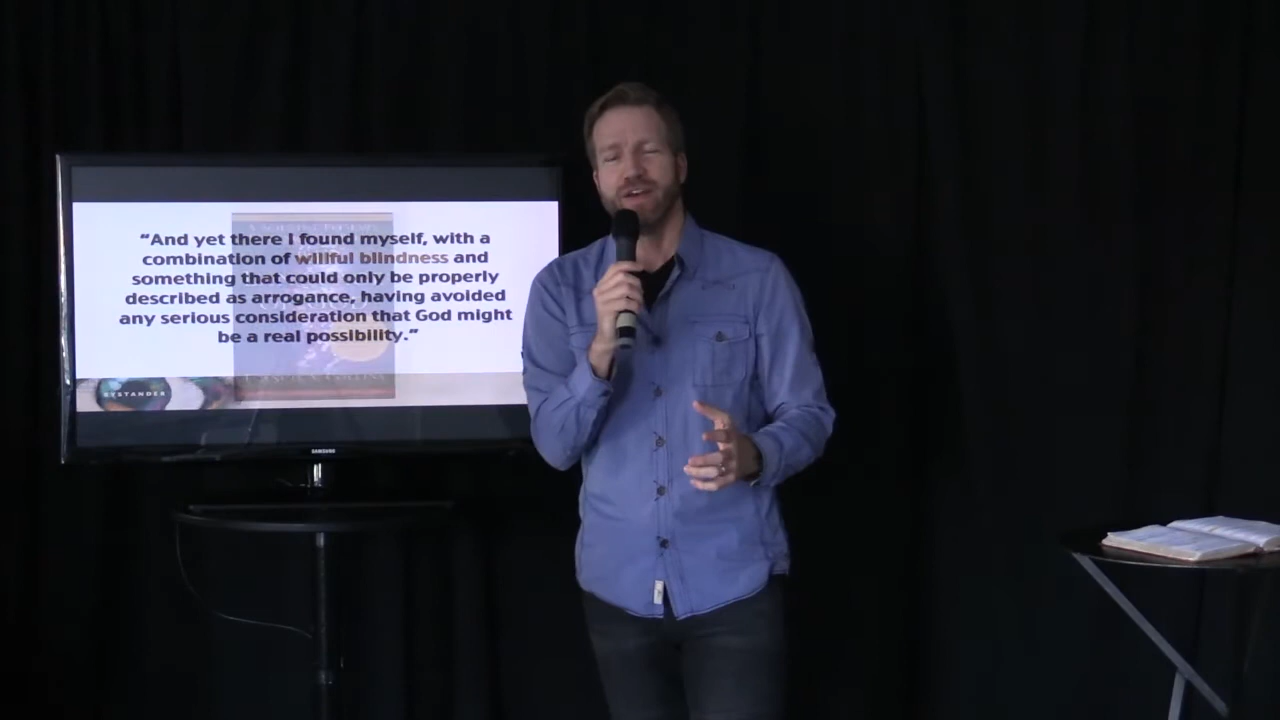 “And yet there I found myself, with a
combination of willful blindness and
something that could only be properly
described as arrogance, having avoided
any serious consideration that God might
be a real possibility.”
BYSTANDER
SAMSUNG